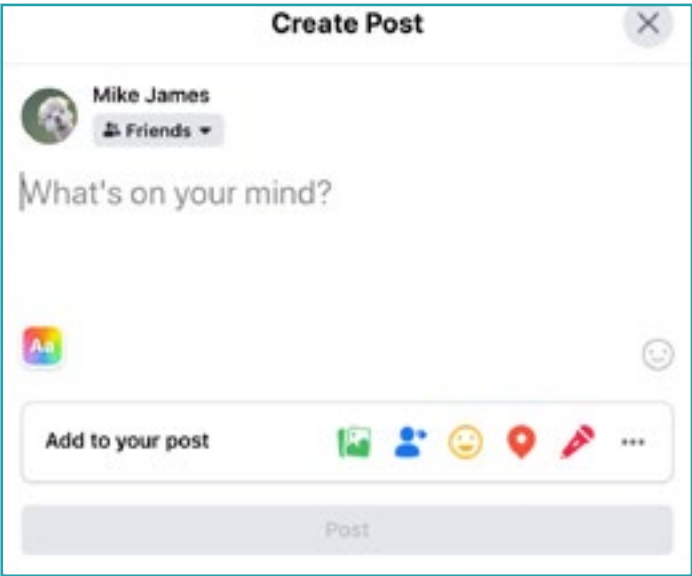 Create Post
Mike James
Friends
What's on your mind?
Aa
Add to your post
Post